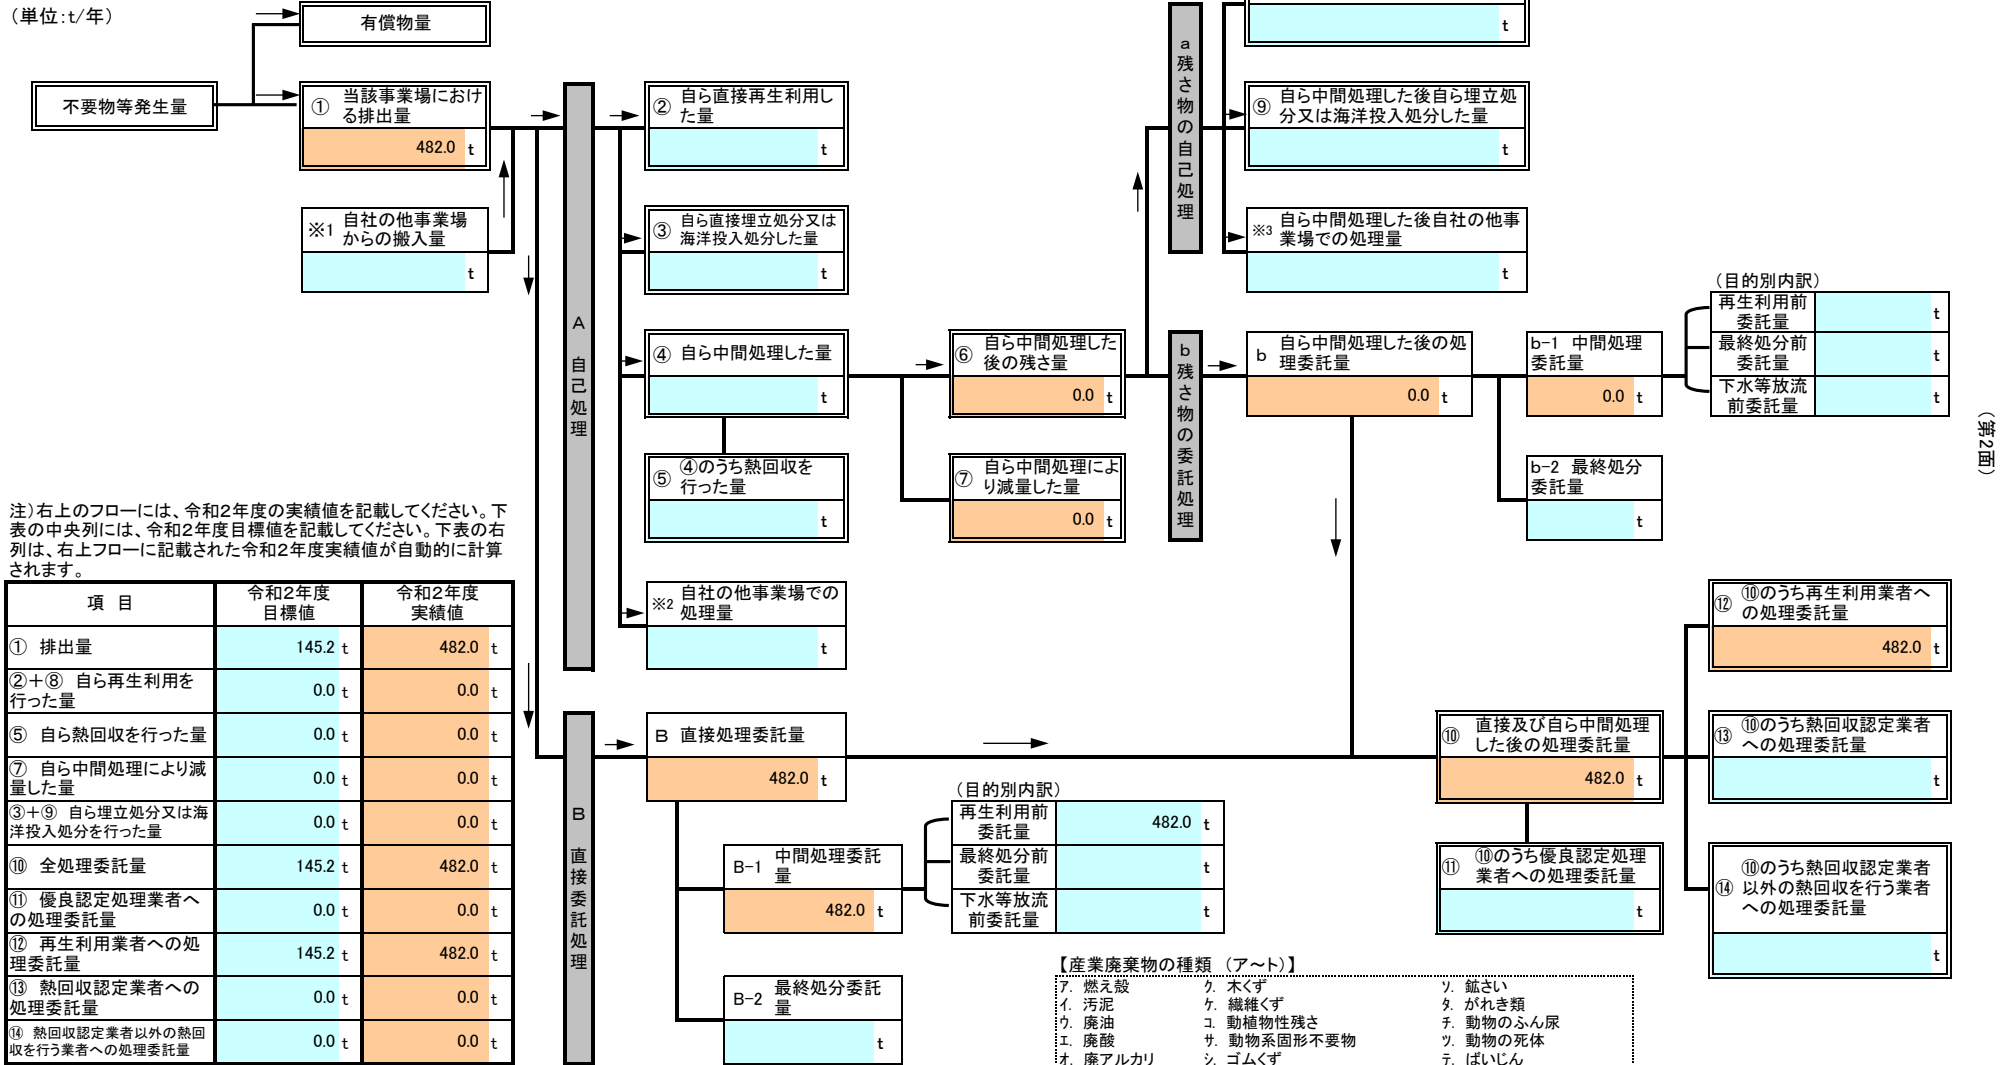 （単位:t/年）
有償物量
不要物等発生量
① 当該事業場におけ
る排出量
482.0 t
※1 自社の他事業場
からの搬入量
t
A 自己処理
② 自ら直接再生利用し
た量
t
③ 自ら直接埋立処分又は
海洋投入処分した量
t
④ 自ら中間処理した量
t
⑤ ④のうち熱回収を
行った量
t
※2 自社の他事業場での
処理量
t
⑥ 自ら中間処理した
後の残さ量
0.0 t
⑦ 自ら中間処理によ
り減量した量
0.0 t
a 残さ物の自己処理
t
⑨ 自ら中間処理した後自ら埋立処
分又は海洋投入処分した量
t
※3 自ら中間処理した後自社の他事
業場での処理量
t
b 残さ物の委託処理
b 自ら中間処理した後の処
理委託量
0.0 t
b-1 中間処理
委託量
0.0 t
b-2 最終処分
委託量
t
（目的別内訳）
再生利用前
委託量
t
最終処分前
委託量
t
下水等放流
前委託量
t
（第2面）
注）右上のフローには、令和2年度の実績値を記載してください。下
表の中央列には、令和2年度目標値を記載してください。下表の右
列は、右上フローに記載された令和2年度実績値が自動的に計算
されます。
項 目 令和2年度
目標値 令和2年度
実績値
① 排出量 145.2 t 482.0 t
②＋⑧ 自ら再生利用を
行った量 0.0 t 0.0 t
⑤ 自ら熱回収を行った量 0.0 t 0.0 t
⑦ 自ら中間処理により減
量した量 0.0 t 0.0 t
③＋⑨ 自ら埋立処分又は海
洋投入処分を行った量 0.0 t 0.0 t
⑩ 全処理委託量 145.2 t 482.0 t
⑪ 優良認定処理業者へ
の処理委託量 0.0 t 0.0 t
⑫ 再生利用業者への処
理委託量 145.2 t 482.0 t
⑬ 熱回収認定業者への
処理委託量 0.0 t 0.0 t
⑭ 熱回収認定業者以外の熱回
収を行う業者への処理委託量 0.0 t 0.0 t
B 直接委託処理
B 直接処理委託量
482.0 t
B-1 中間処理委託
量
482.0 t
B-2 最終処分委託
量
t
（目的別内訳）
再生利用前
委託量
482.0 t
最終処分前
委託量
t
下水等放流
前委託量
t
⑩ 直接及び自ら中間処理
した後の処理委託量
482.0 t
⑪ ⑩のうち優良認定処理
業者への処理委託量
t
⑫ ⑩のうち再生利用業者へ
の処理委託量
482.0 t
⑬ ⑩のうち熱回収認定業者
への処理委託量
t
⑭ ⑩のうち熱回収認定業者
以外の熱回収を行う業者
への処理委託量
t
【産業廃棄物の種類 （ア～ト）】
ア. 燃え殻 ク. 木くず ソ. 鉱さい
イ. 汚泥 ケ. 繊維くず タ. がれき類
ウ. 廃油 コ. 動植物性残さ チ. 動物のふん尿
エ. 廃酸 サ. 動物系固形不要物 ツ. 動物の死体
オ. 廃アルカリ シ. ゴムくず テ. ばいじん